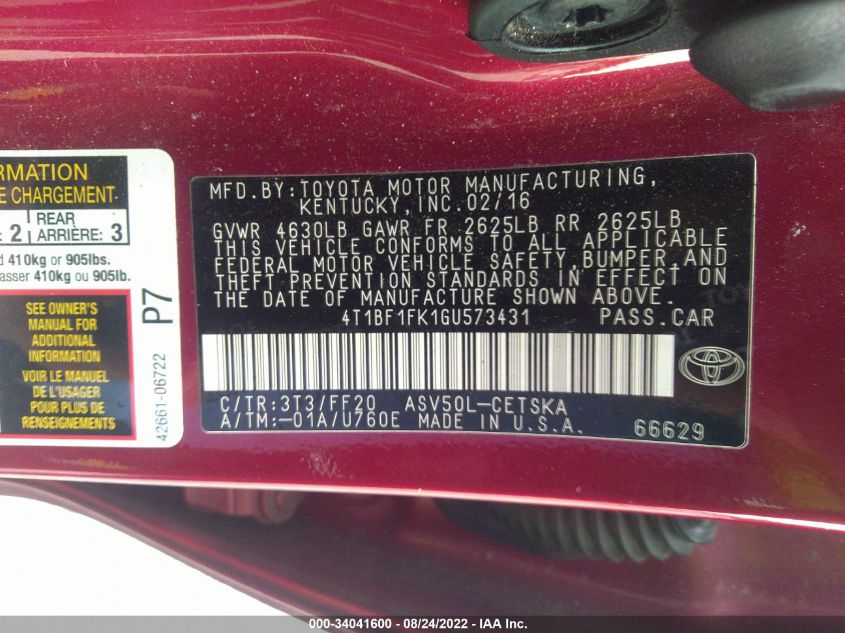 RMATION
E CHARGEMENT
2 REAR ARRIÈRE: 3
410kg or 905lbs.
asser 410kg ou 905lb.
SEE OWNER'S
MANUAL FOR
ADDITIONAL
INFORMATION
VOIR LE MANUEL
DE L'USAGER
POUR PLUS DE
RENSEIGNEMENTS
P7
42661-06722
MFD.BY:TOYOTA MOTOR MANUFACTURING,
KENTUCKY, INC.02/16
GVWR 4630LB GAWR FR 2625LB RR 2625LB
THIS VEHICLE CONFORMS TO ALL APPLICABLE
FEDERAL MOTOR VEHICLE SAFETY,BUMPER,AND
THEFT PREVENTION STANDARDS IN EFFECT ON
THE DATE OF MANUFACTURE SHOWN ABOVE.
4T1BF1FK1GU573431 PASS.CAR
C/TR:3T3/FF20 ASV50L-CETSKA
A/TM:-01A/U760E MADE IN U.S.A.
66629
000-34041600 - 08/24/2022 - IAA Inc.